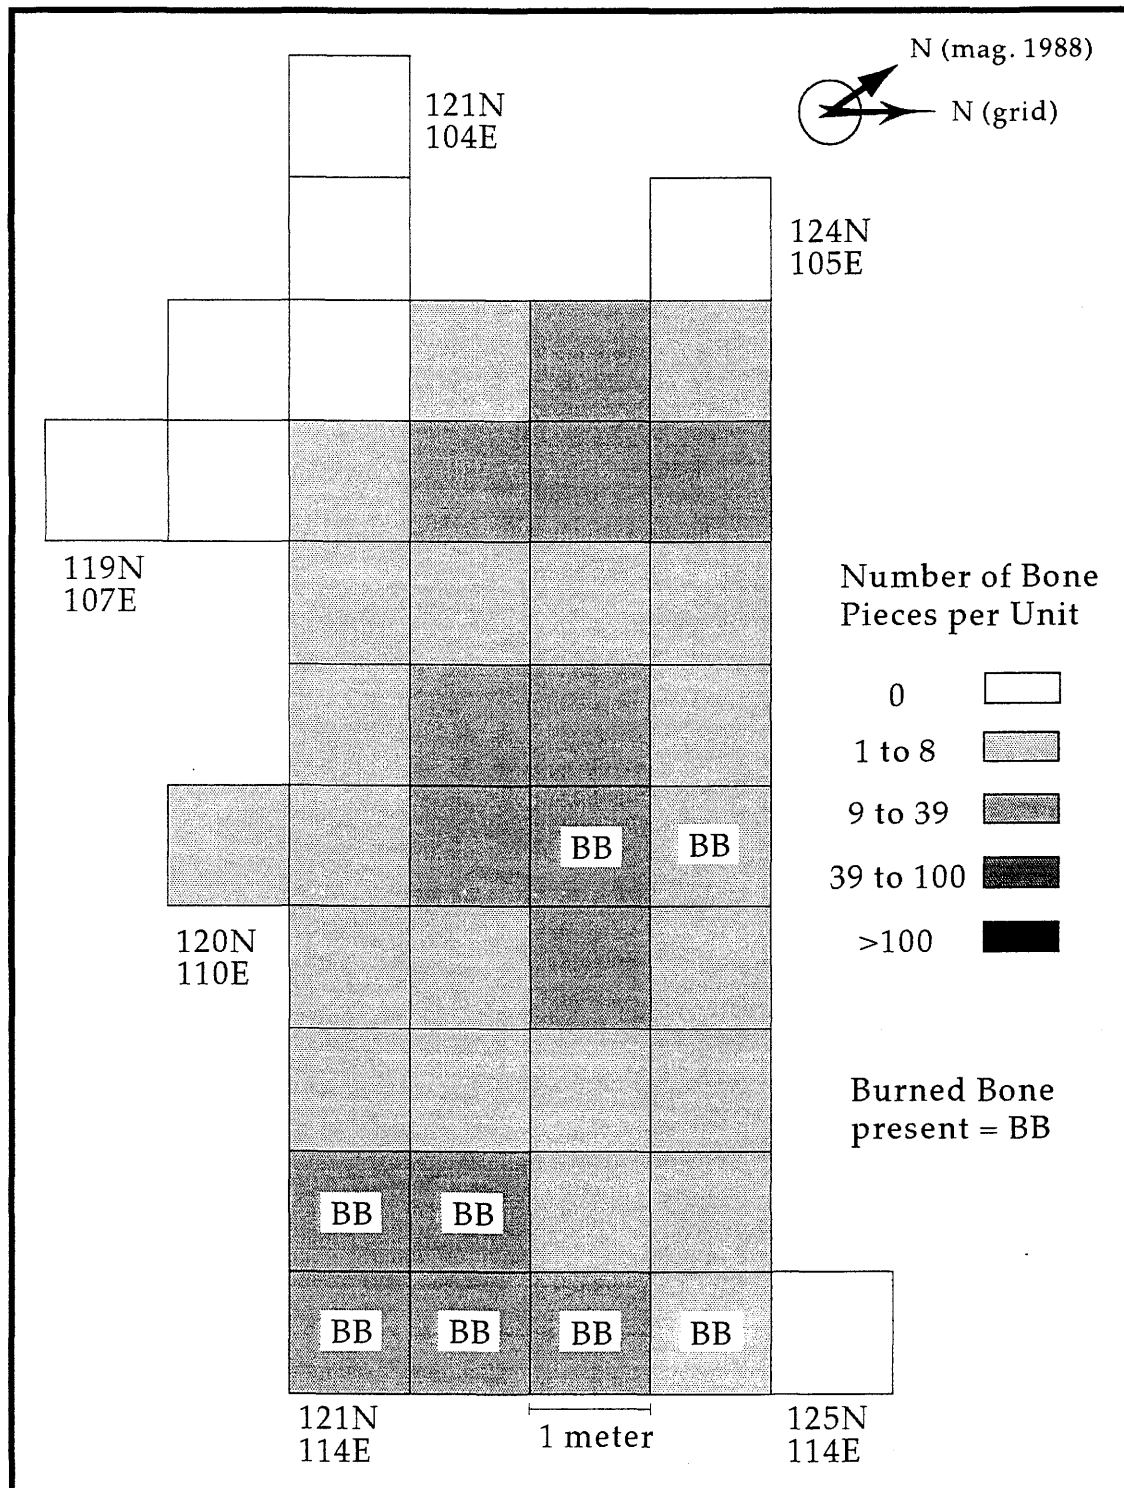 N (mag. 1988)
N (grid)
121N
104E
124N
105E
119N
107E
Number of Bone
Pieces per Unit
0
1 to 8
9 to 39
39 to 100
>100
BB BB
120N
110E
Burned Bone
present = BB
BB BB
BB BB BB BB
121N
114E
1 meter
125N
114E